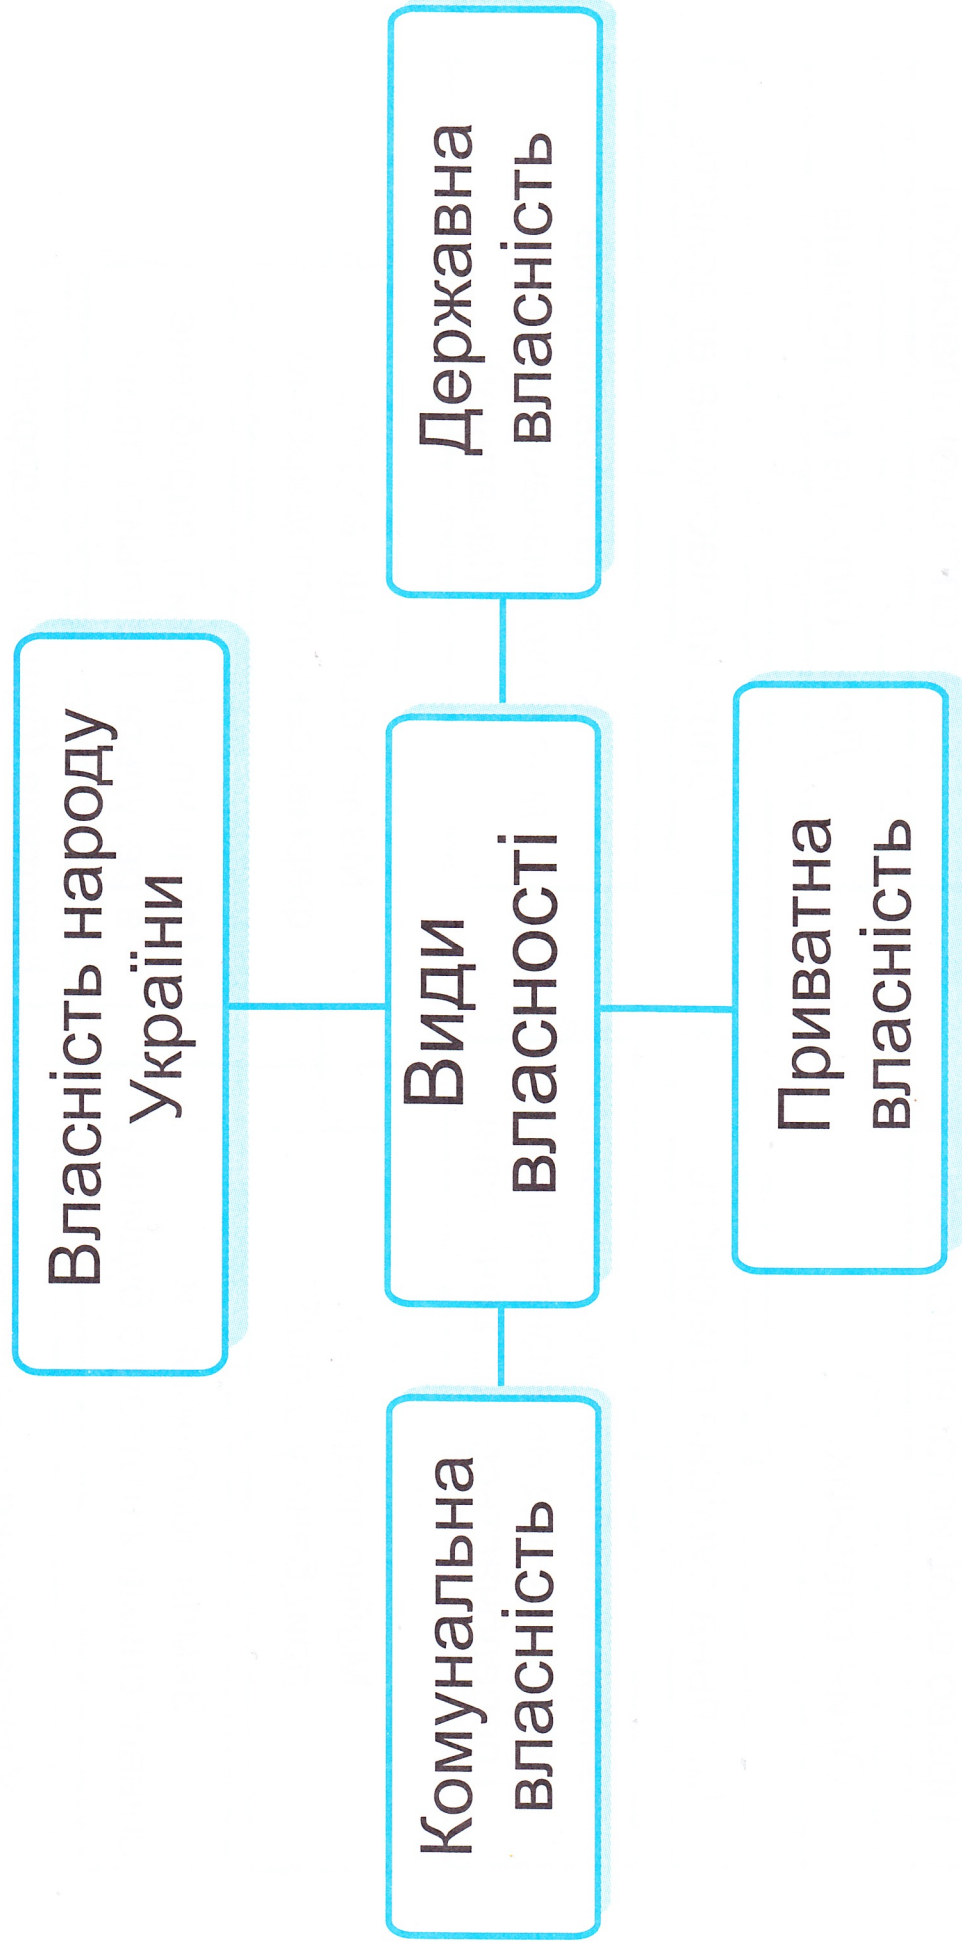 Власність народу
України
Комунальна
власність
Види
власності
Державна
власність
Приватна
власність